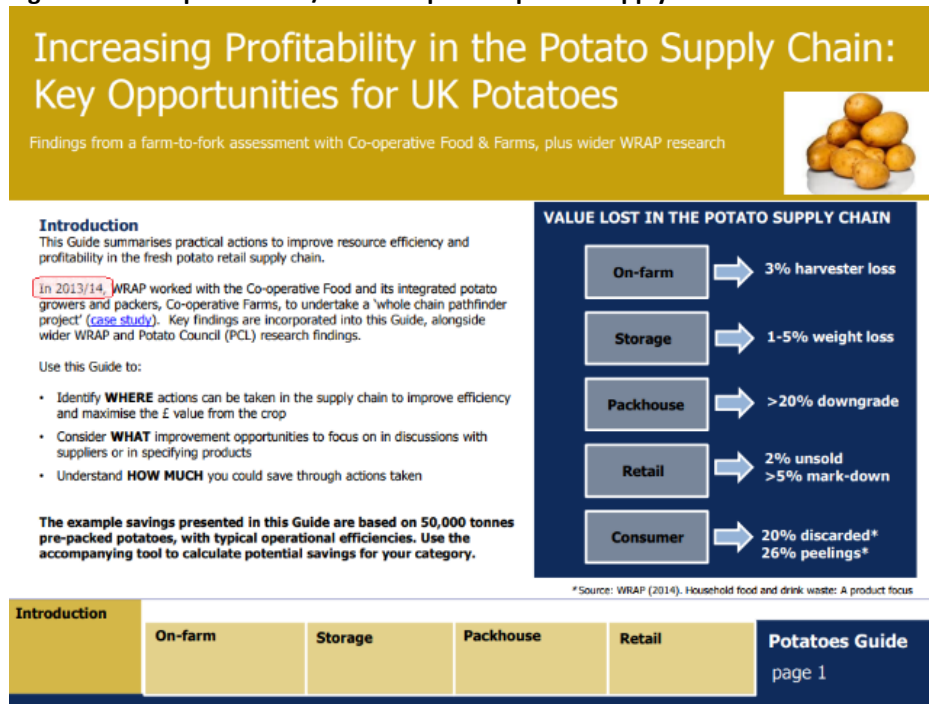 Increasing Profitability in the Potato Supply Chain:
Key Opportunities for UK Potatoes
Findings from a farm-to-fork assessment with Co-operative Food & Farms, plus wider WRAP research
Introduction
This Guide summarises practical actions to improve resource efficiency and
profitability in the fresh potato retail supply chain.
In 2013/14, WRAP worked with the Co-operative Food and its integrated potato
growers and packers, Co-operative Farms, to undertake a ‘whole chain pathfinder
project’ (case study). Key findings are incorporated into this Guide, alongside
wider WRAP and Potato Council (PCL) research findings.
Use this Guide to:
• Identify WHERE actions can be taken in the supply chain to improve efficiency
and maximise the £ value from the crop
• Consider WHAT improvement opportunities to focus on in discussions with
suppliers or in specifying products
• Understand HOW MUCH you could save through actions taken
The example savings presented in this Guide are based on 50,000 tonnes
pre-packed potatoes, with typical operational efficiencies. Use the
accompanying tool to calculate potential savings for your category.
VALUE LOST IN THE POTATO SUPPLY CHAIN
On-farm
3% harvester loss
Storage
1-5% weight loss
Packhouse
>20% downgrade
Retail
2% unsold
>5% mark-down
Consumer
20% discarded*
26% peelings*
*Source: WRAP (2014). Household food and drink waste: A product focus
Introduction
On-farm
Storage
Packhouse
Retail
Potatoes Guide
page 1